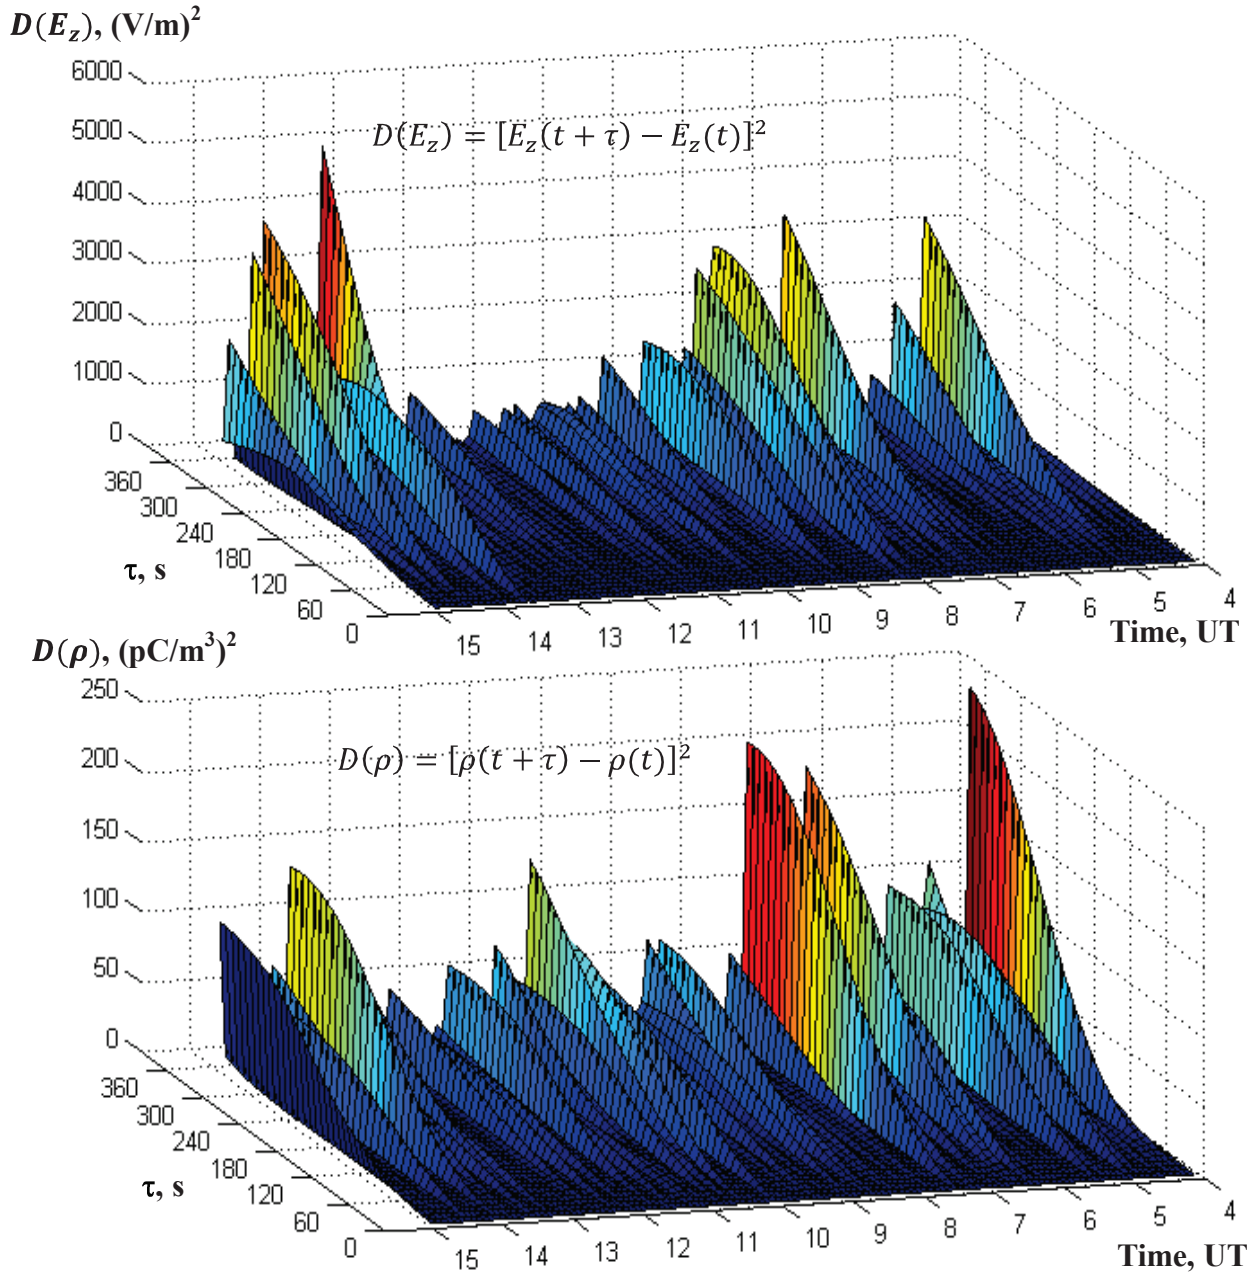 D(E_z), (V/m)²
6000
5000
4000
3000
2000
1000
0
D(E_z) = [E_z(t + τ) − E_z(t)]²
360
300
240
180
120
60
0
τ, s
15 14 13 12 11 10 9 8 7 6 5 4
Time, UT
D(ρ), (pC/m³)²
250
200
150
100
50
0
D(ρ) = [ρ(t + τ) − ρ(t)]²
360
300
240
180
120
60
0
τ, s
15 14 13 12 11 10 9 8 7 6 5 4
Time, UT